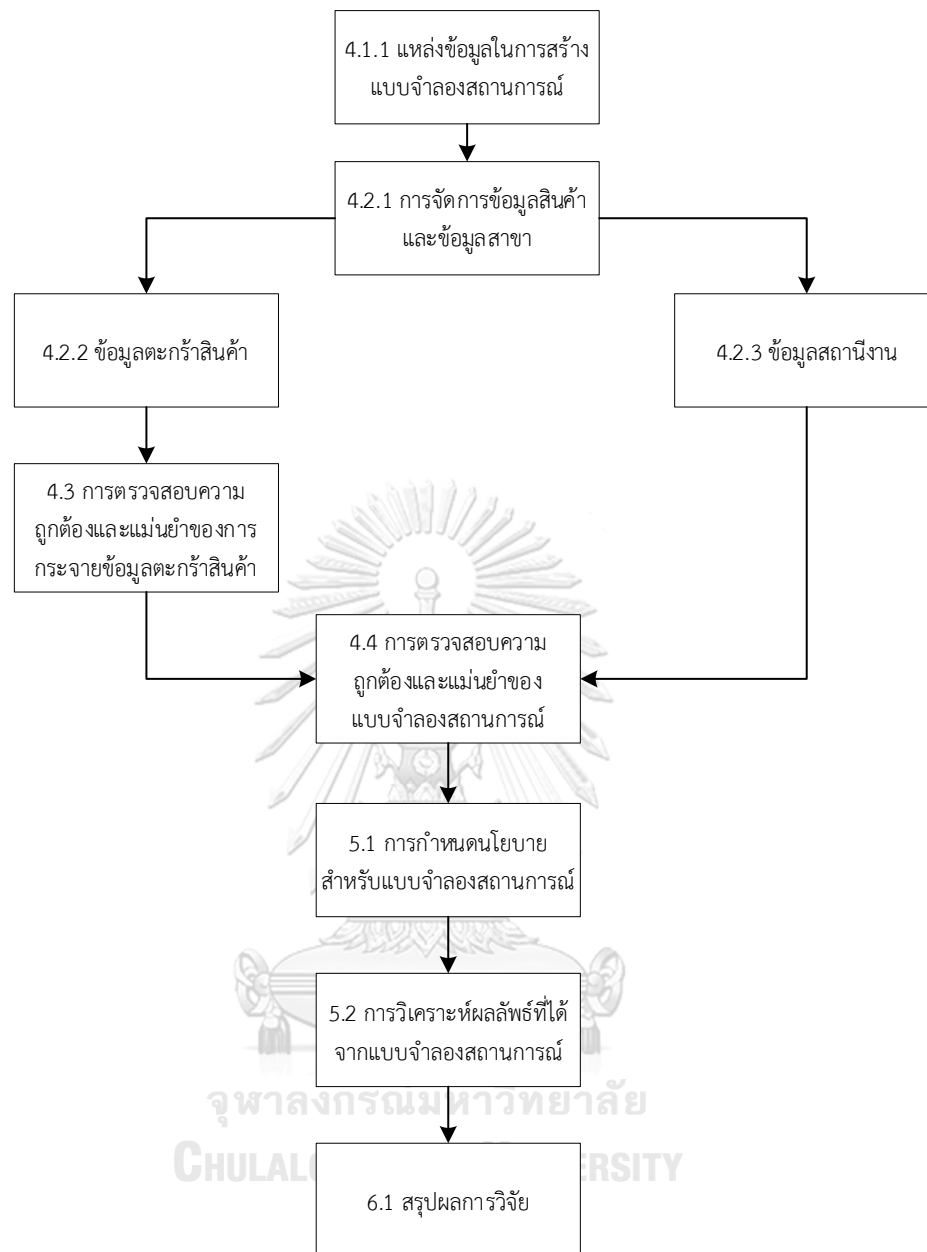 4.1.1 แหล่งข้อมูลในการสร้าง
แบบจำลองสถานการณ์
4.2.1 การจัดการข้อมูลสินค้า
และข้อมูลสาขา
4.2.2 ข้อมูลตะกร้าสินค้า
4.2.3 ข้อมูลสถานีงาน
4.3 การตรวจสอบความ
ถูกต้องและแม่นยำของการ
กระจายข้อมูลตะกร้าสินค้า
4.4 การตรวจสอบความ
ถูกต้องและแม่นยำของ
แบบจำลองสถานการณ์
5.1 การกำหนดนโยบาย
สำหรับแบบจำลองสถานการณ์
5.2 การวิเคราะห์ผลลัพธ์ที่ได้
จากแบบจำลองสถานการณ์
จุฬาลงกรณ์มหาวิทยาลัย
6.1 สรุปผลการวิจัย